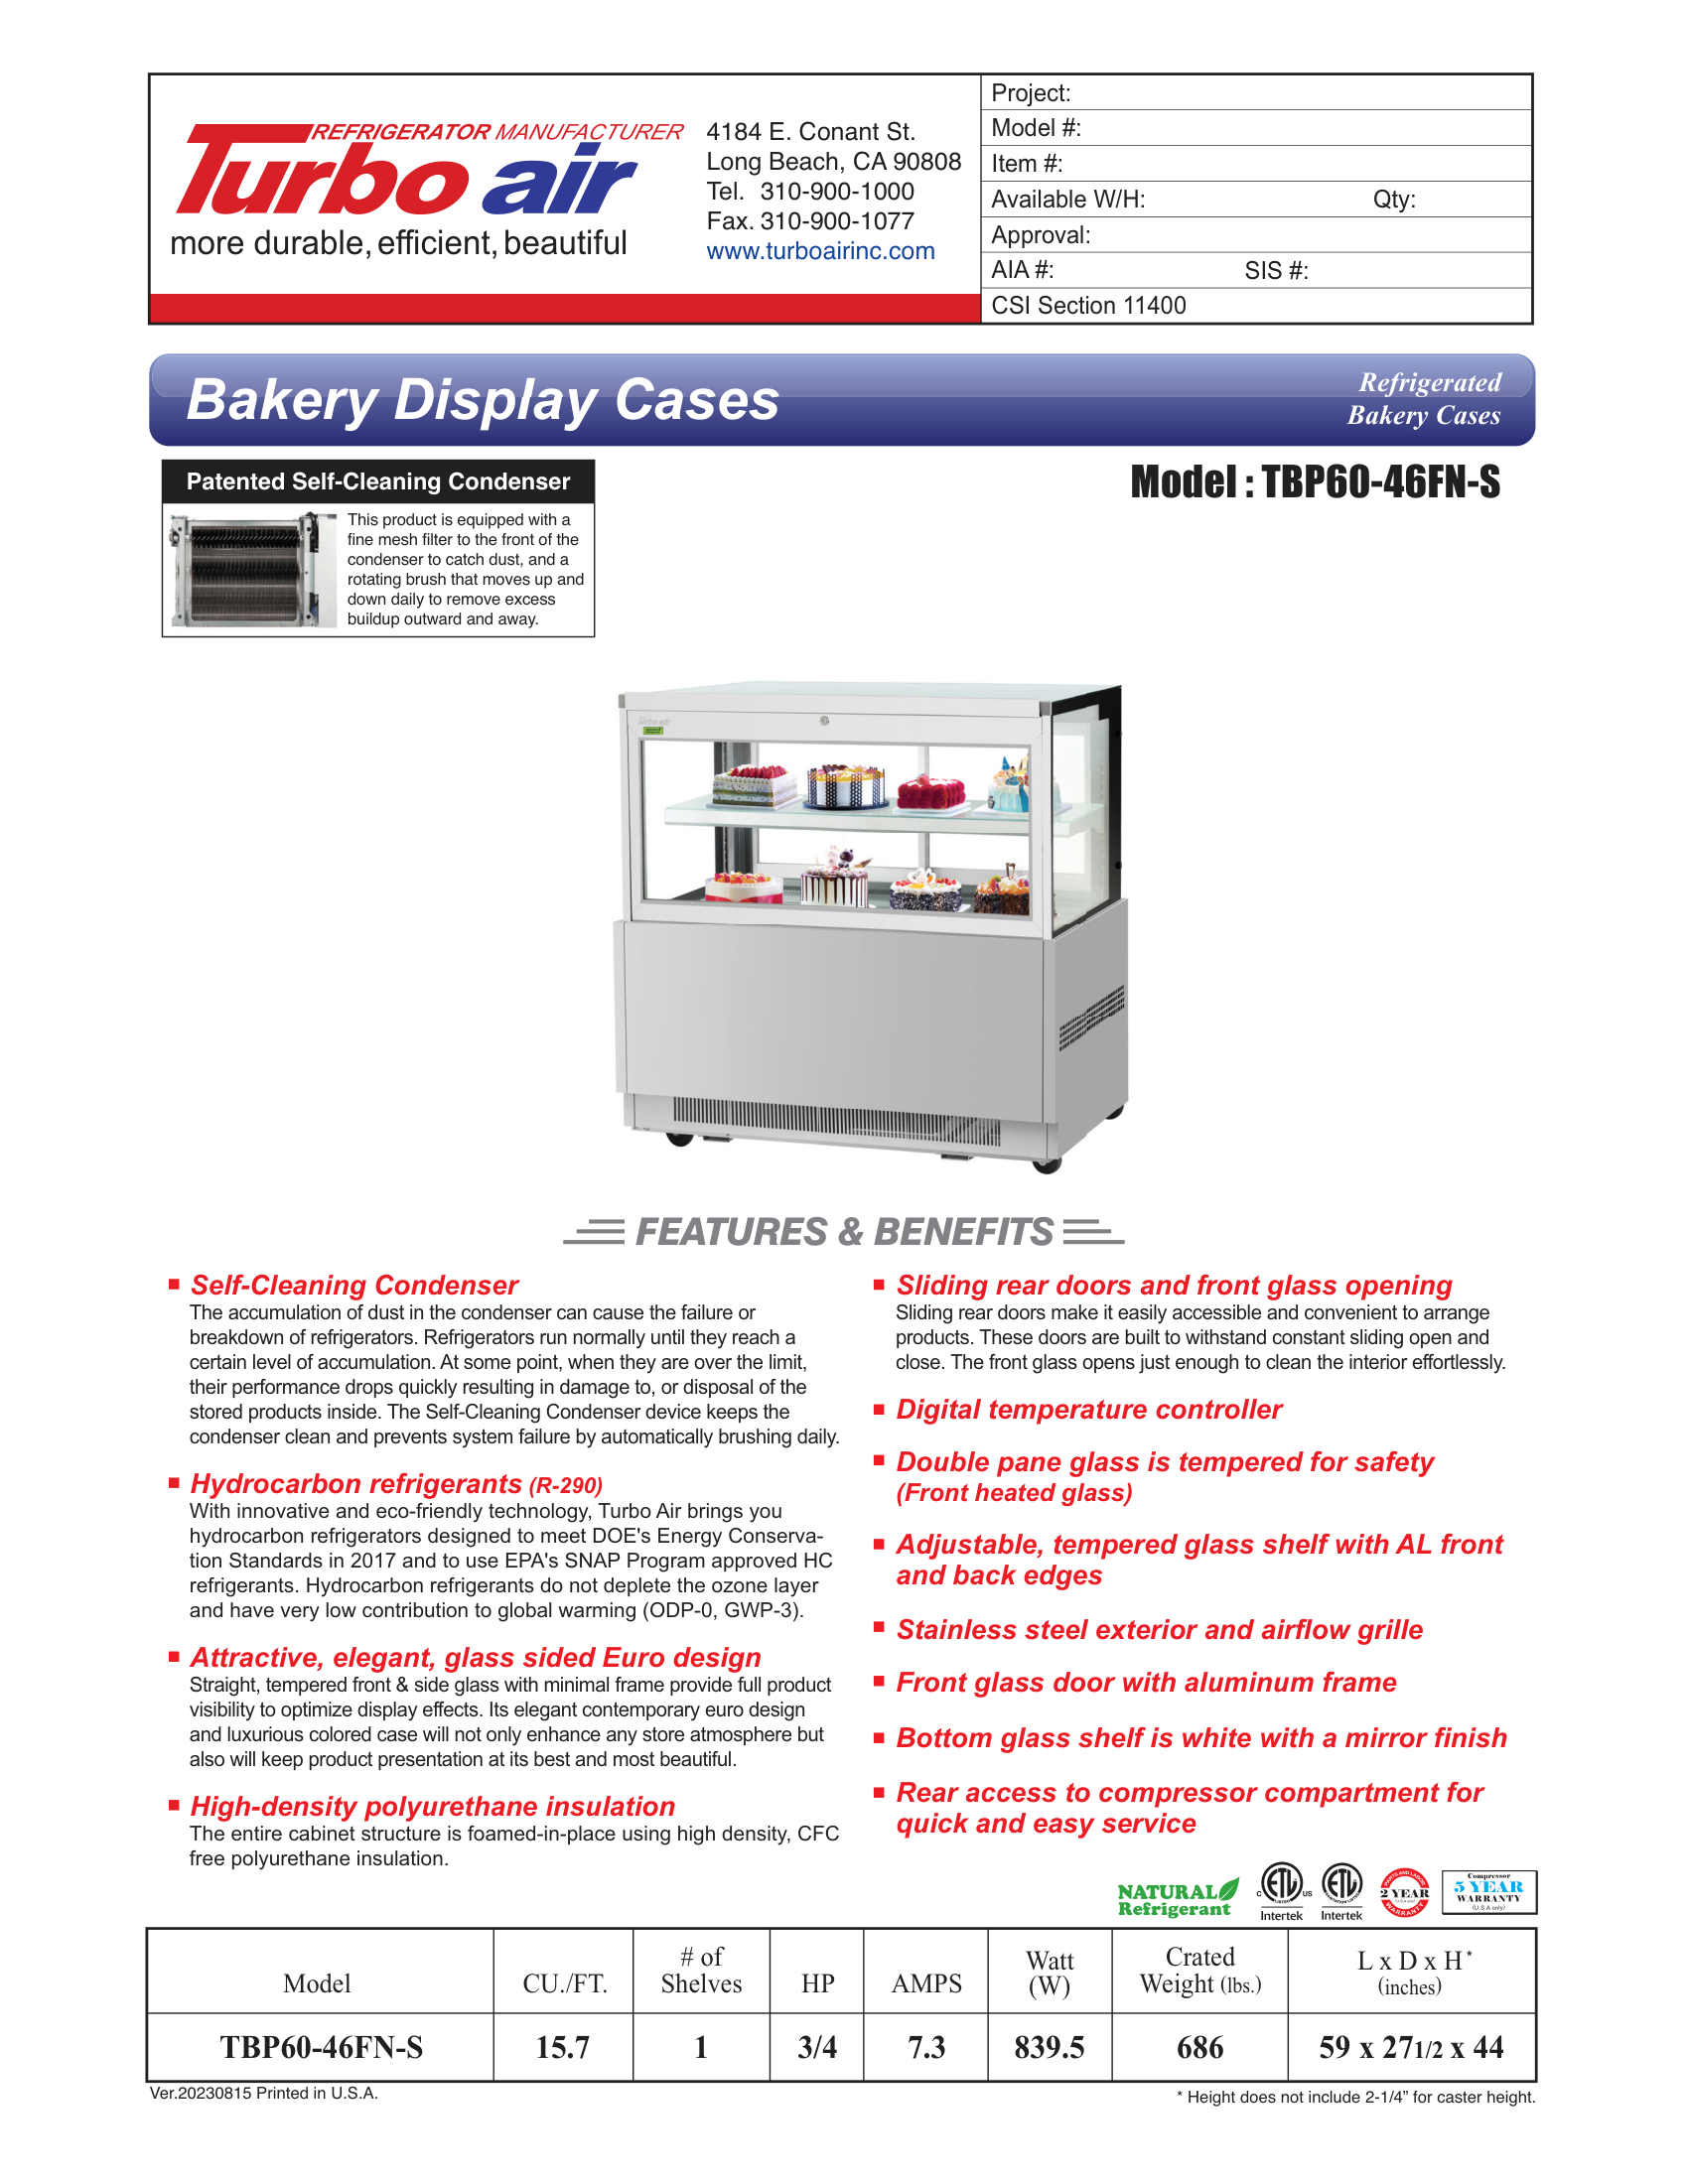 REFRIGERATOR MANUFACTURER
Turbo air
more durable, efficient, beautiful
4184 E. Conant St.
Long Beach, CA 90808
Tel. 310-900-1000
Fax. 310-900-1077
www.turboairinc.com
Project:
Model #:
Item #:
Available W/H: Qty:
Approval:
AIA #: SIS #:
CSI Section 11400
Bakery Display Cases
Refrigerated
Bakery Cases
Patented Self-Cleaning Condenser
This product is equipped with a
fine mesh filter to the front of the
condenser to catch dust, and a
rotating brush that moves up and
down daily to remove excess
buildup outward and away.
Model : TBP60-46FN-S
Turbo air
FEATURES & BENEFITS
Self-Cleaning Condenser
The accumulation of dust in the condenser can cause the failure or
breakdown of refrigerators. Refrigerators run normally until they reach a
certain level of accumulation. At some point, when they are over the limit,
their performance drops quickly resulting in damage to, or disposal of the
stored products inside. The Self-Cleaning Condenser device keeps the
condenser clean and prevents system failure by automatically brushing daily.
Hydrocarbon refrigerants (R-290)
With innovative and eco-friendly technology, Turbo Air brings you
hydrocarbon refrigerators designed to meet DOE's Energy Conserva-
tion Standards in 2017 and to use EPA's SNAP Program approved HC
refrigerants. Hydrocarbon refrigerants do not deplete the ozone layer
and have very low contribution to global warming (ODP-0, GWP-3).
Attractive, elegant, glass sided Euro design
Straight, tempered front & side glass with minimal frame provide full product
visibility to optimize display effects. Its elegant contemporary euro design
and luxurious colored case will not only enhance any store atmosphere but
also will keep product presentation at its best and most beautiful.
High-density polyurethane insulation
The entire cabinet structure is foamed-in-place using high density, CFC
free polyurethane insulation.
Sliding rear doors and front glass opening
Sliding rear doors make it easily accessible and convenient to arrange
products. These doors are built to withstand constant sliding open and
close. The front glass opens just enough to clean the interior effortlessly.
Digital temperature controller
Double pane glass is tempered for safety
(Front heated glass)
Adjustable, tempered glass shelf with AL front
and back edges
Stainless steel exterior and airflow grille
Front glass door with aluminum frame
Bottom glass shelf is white with a mirror finish
Rear access to compressor compartment for
quick and easy service
NATURAL
Refrigerant
C ETL US
LISTED
Intertek
ETL
Intertek
PARTS AND LABOR
2 YEAR
WARRANTY
Compressor
5 YEAR
WARRANTY
(U.S.A only)
Model CU./FT. # of Shelves HP AMPS Watt (W) Crated Weight (lbs.) L x D x H* (inches)
TBP60-46FN-S 15.7 1 3/4 7.3 839.5 686 59 x 27 1/2 x 44
Ver.20230815 Printed in U.S.A.
* Height does not include 2-1/4” for caster height.